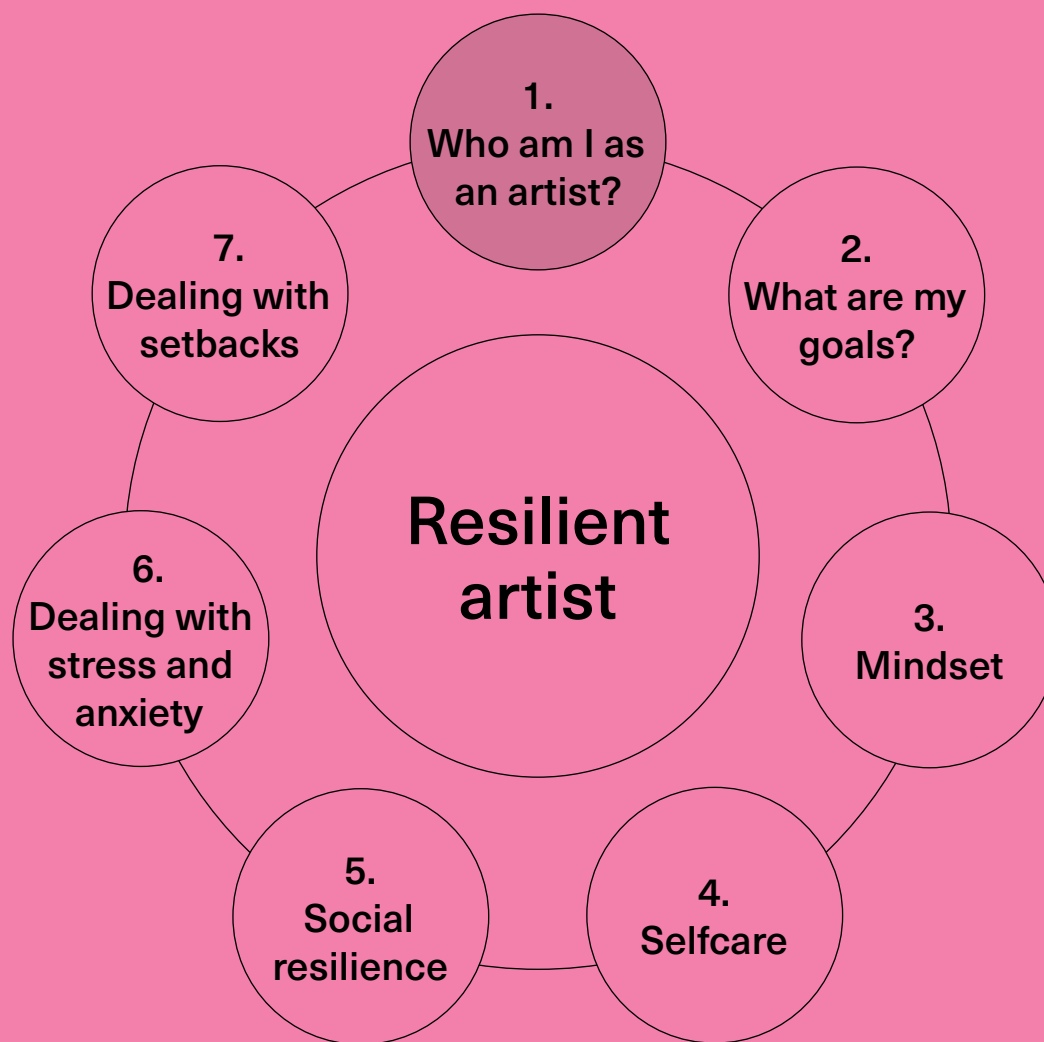 1.
Who am I as
an artist?
2.
What are my
goals?
3.
Mindset
4.
Selfcare
5.
Social
resilience
6.
Dealing with
stress and
anxiety
7.
Dealing with
setbacks
Resilient
artist